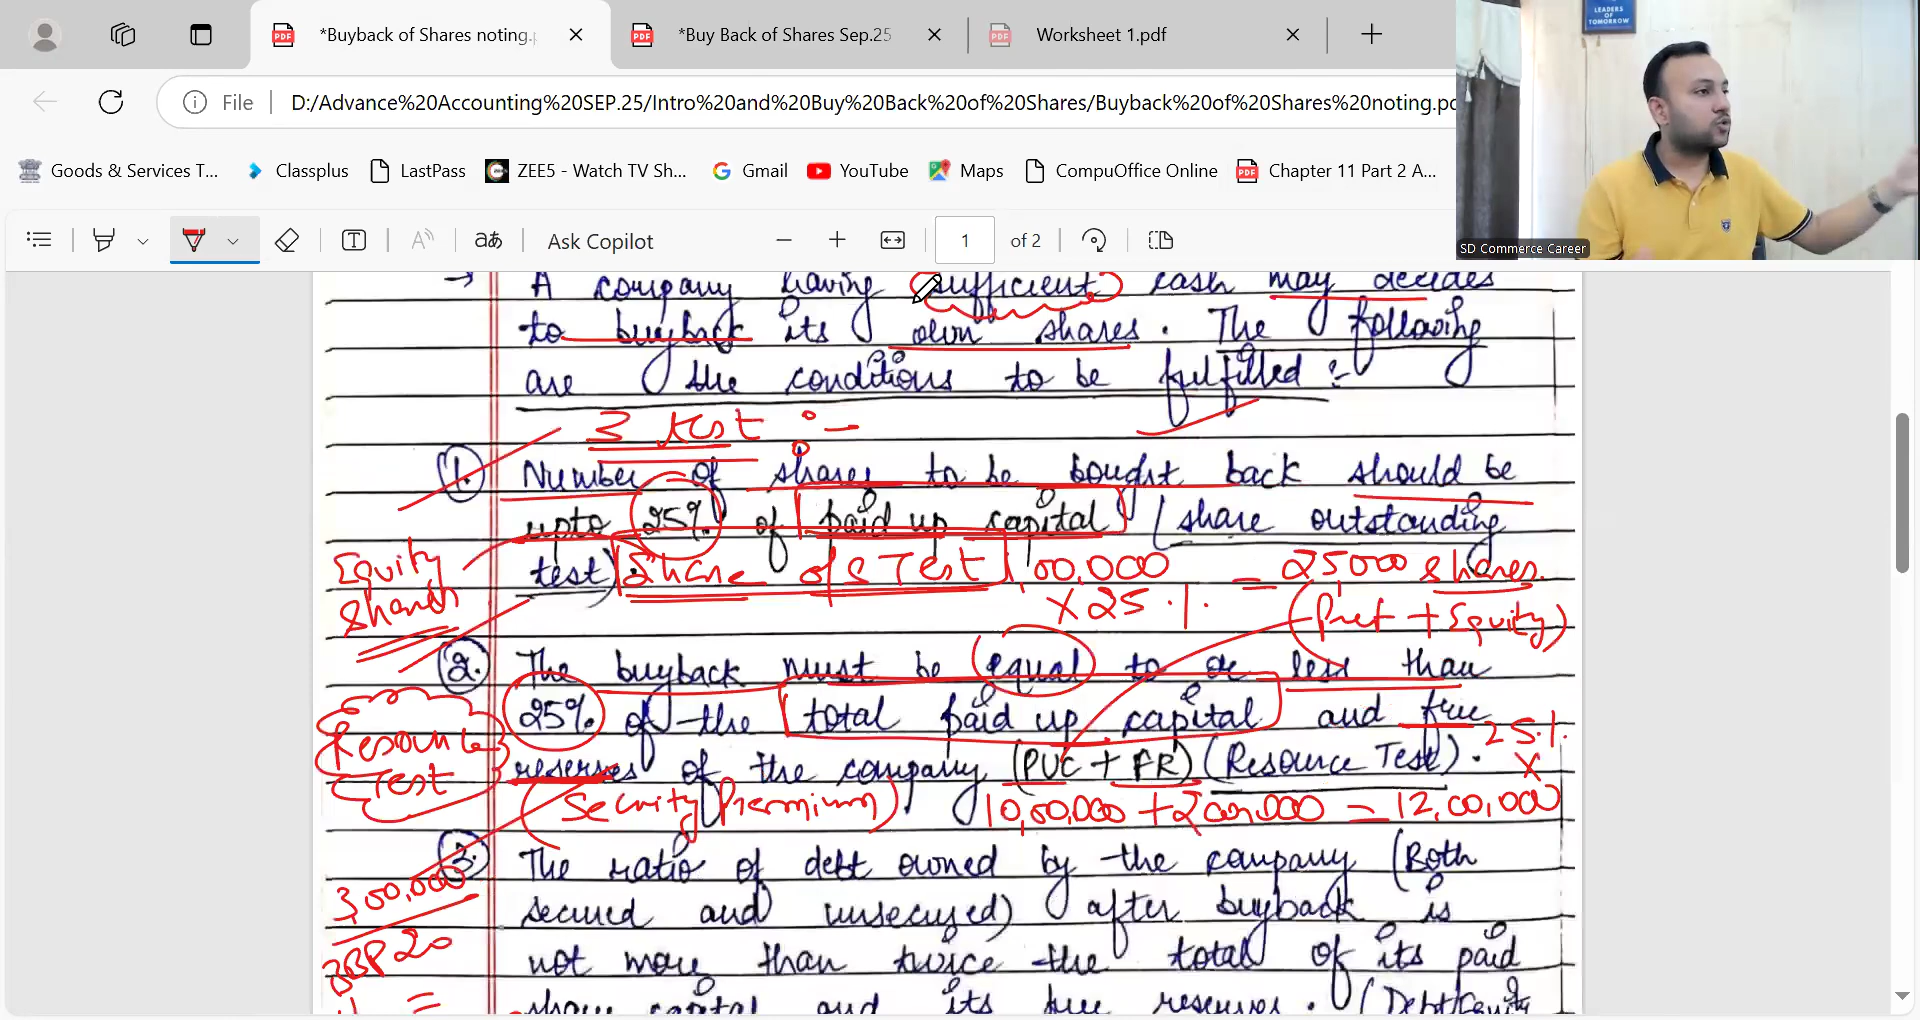 *Buyback of Shares noting.p
*Buy Back of Shares Sep.25
Worksheet 1.pdf
LEADERS
OF
TOMORROW
File
D:/Advance%20Accounting%20SEP.25/Intro%20and%20Buy%20Back%20of%20Shares/Buyback%20of%20Shares%20noting.pc
Goods & Services T...
Classplus
LastPass
ZEE5 - Watch TV Sh...
Gmail
YouTube
Maps
CompuOffice Online
Chapter 11 Part 2 A...
Ask Copilot
1 of 2
SD Commerce Career
→ A company having sufficient cash may decides
to buyback its own shares. The following
are the conditions to be fulfilled :-
3 test :-
1. Number of shares to be bought back should be
upto 25% of paid up capital (share outstanding
test). Share o/s Test 1,00,000 = 25000 shares.
x 25 %.
Equity
Shares
(Pref + Equity)
2. The buyback must be equal to or less than
25% of the total paid up capital and free
reserves of the company (PUC + FR) (Resource Test).
25%.
x
Resource
Test
(Security Premium) 10,00,000 + 200,000 = 12,00,000
3. The ratio of debt owned by the company (Both
secured and unsecured) after buyback is
not more than twice the total of its paid
share capital and its free reserves. (Debt Equity
3,00,000
BBP 20
=